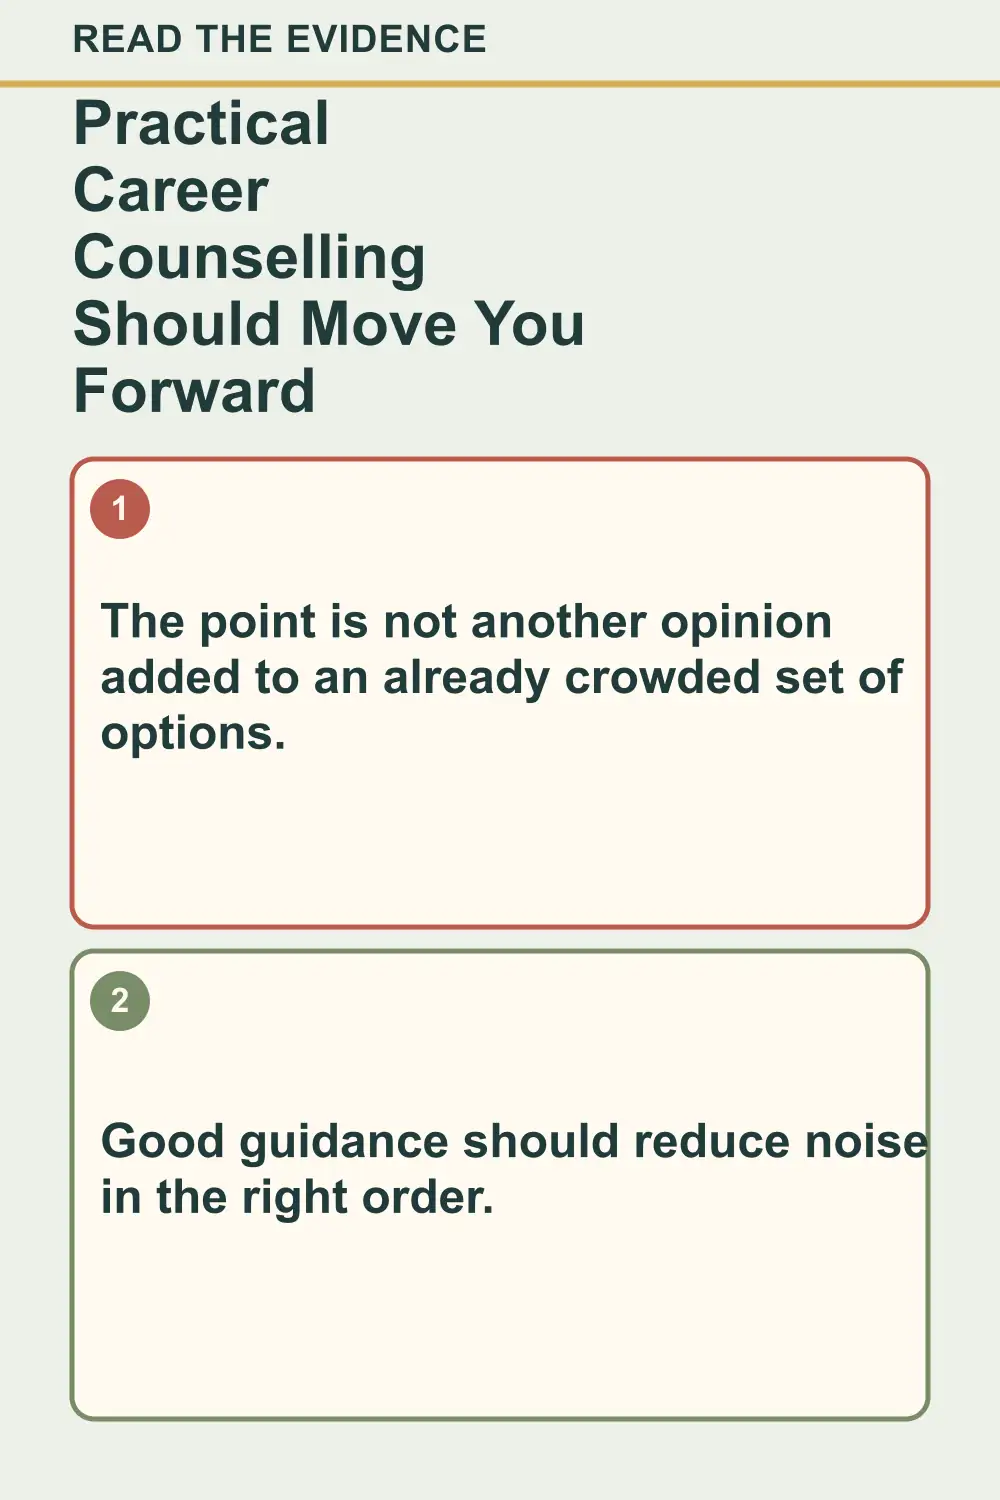 READ THE EVIDENCE
Practical
Career
Counselling
Should Move You
Forward
1
The point is not another opinion
added to an already crowded set of
options.
2
Good guidance should reduce noise
in the right order.